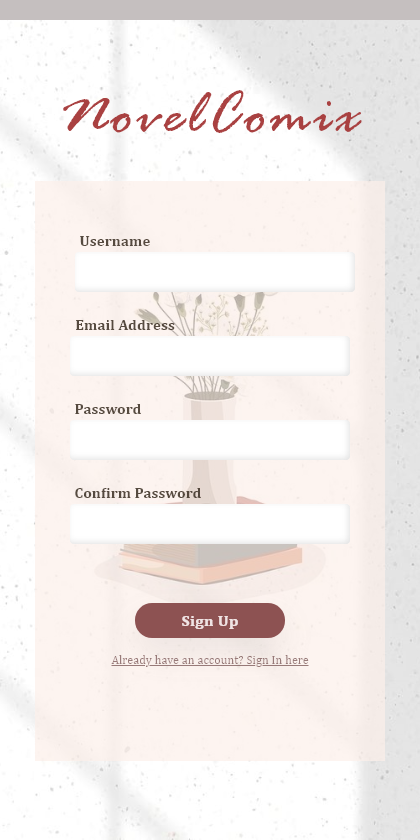 NovelComix
Username
Email Address
Password
Confirm Password
Sign Up
Already have an account? Sign In here